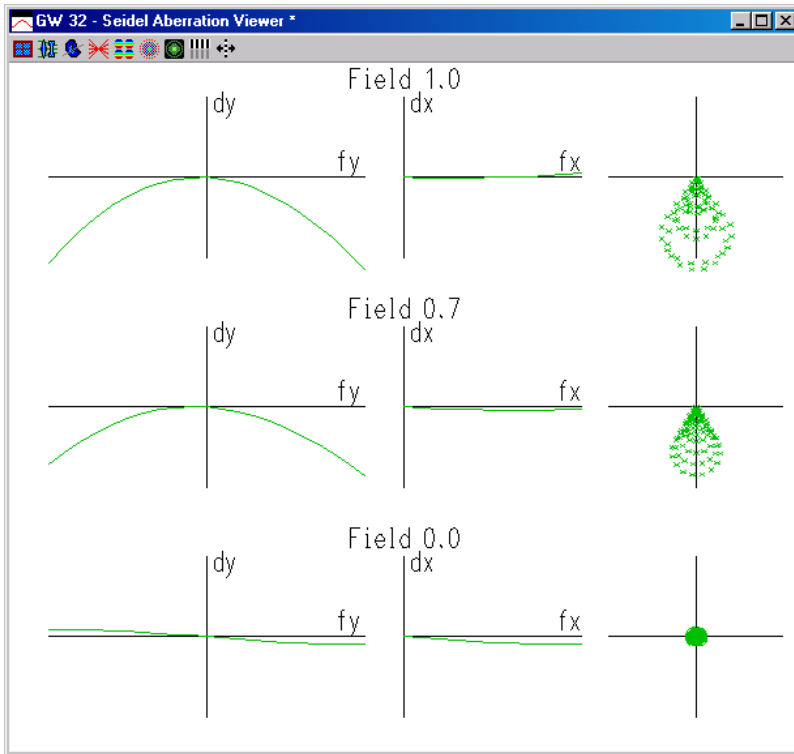 GW 32 - Seidel Aberration Viewer *
Field 1.0
dy
dx
fy
fx
Field 0.7
dy
dx
fy
fx
Field 0.0
dy
dx
fy
fx